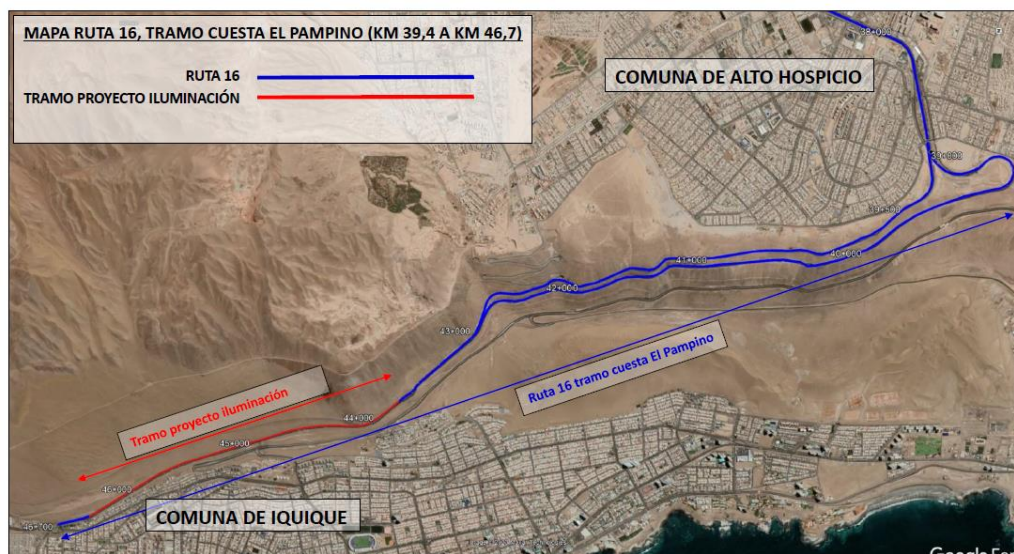 MAPA RUTA 16, TRAMO CUESTA EL PAMPINO (KM 39,4 A KM 46,7)
RUTA 16
TRAMO PROYECTO ILUMINACIÓN
COMUNA DE ALTO HOSPICIO
38+000
39+000
39+500
40+000
41+000
42+000
43+000
Ruta 16 tramo cuesta El Pampino
Tramo proyecto iluminación
44+000
45+000
46+000
46+700
COMUNA DE IQUIQUE